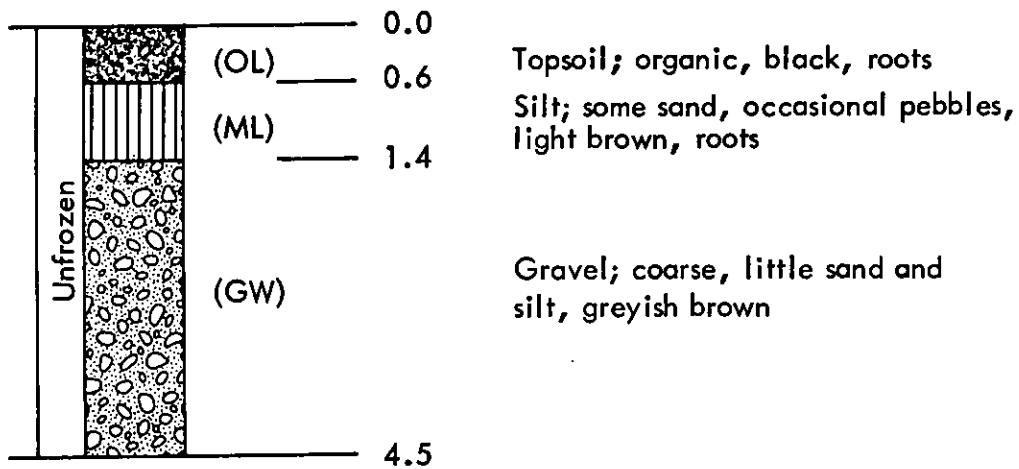 0.0
(OL)
Topsoil; organic, black, roots
0.6
Silt; some sand, occasional pebbles,
light brown, roots
(ML)
1.4
Unfrozen
Gravel; coarse, little sand and
silt, greyish brown
(GW)
4.5